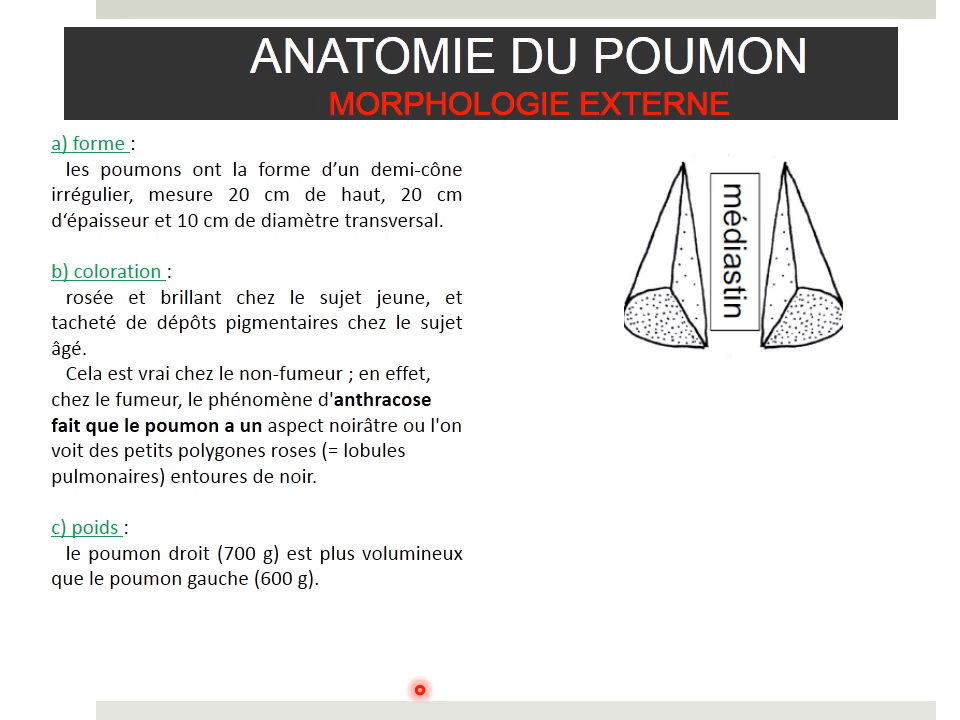 ANATOMIE DU POUMON
MORPHOLOGIE EXTERNE
a) forme :
les poumons ont la forme d’un demi-cône
irrégulier, mesure 20 cm de haut, 20 cm
d‘épaisseur et 10 cm de diamètre transversal.
b) coloration :
rosée et brillant chez le sujet jeune, et
tacheté de dépôts pigmentaires chez le sujet
âgé.
Cela est vrai chez le non-fumeur ; en effet,
chez le fumeur, le phénomène d'anthracose
fait que le poumon a un aspect noirâtre ou l'on
voit des petits polygones roses (= lobules
pulmonaires) entoures de noir.
c) poids :
le poumon droit (700 g) est plus volumineux
que le poumon gauche (600 g).
médiastin